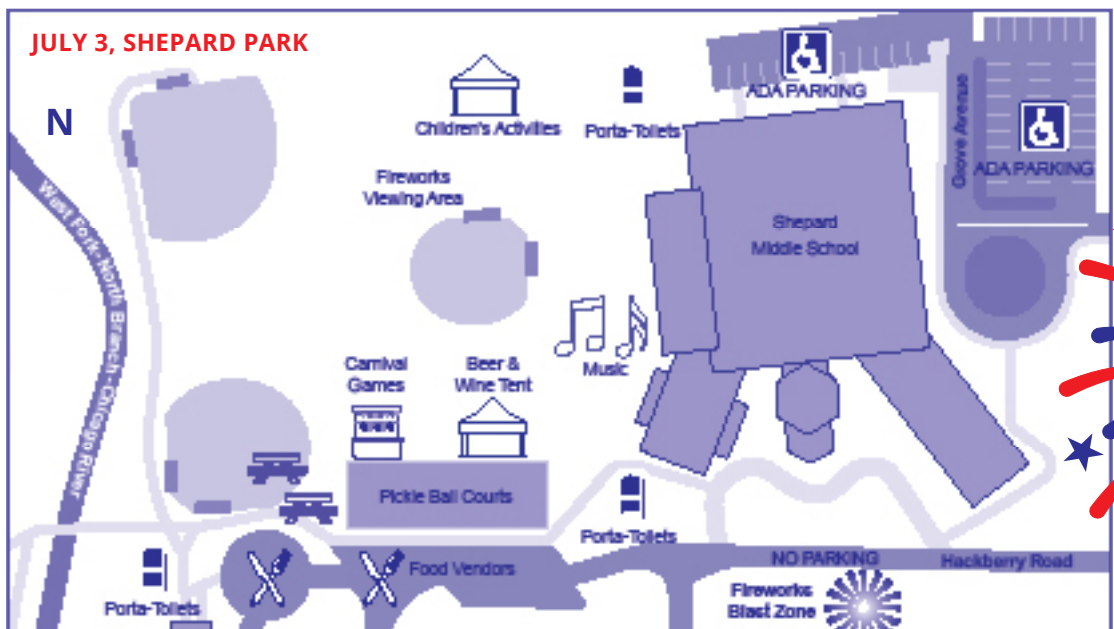 JULY 3, SHEPARD PARK
N
ADA PARKING
Children's Activities
Porta-Toilets
Grove Avenue
ADA PARKING
Fireworks
Viewing Area
Shepard
Middle School
West Fork - North Branch - Chicago River
Music
Carnival
Games
Beer &
Wine Tent
Pickle Ball Courts
Porta-Toilets
NO PARKING
Hackberry Road
Food Vendors
Fireworks
Blast Zone
Porta-Toilets